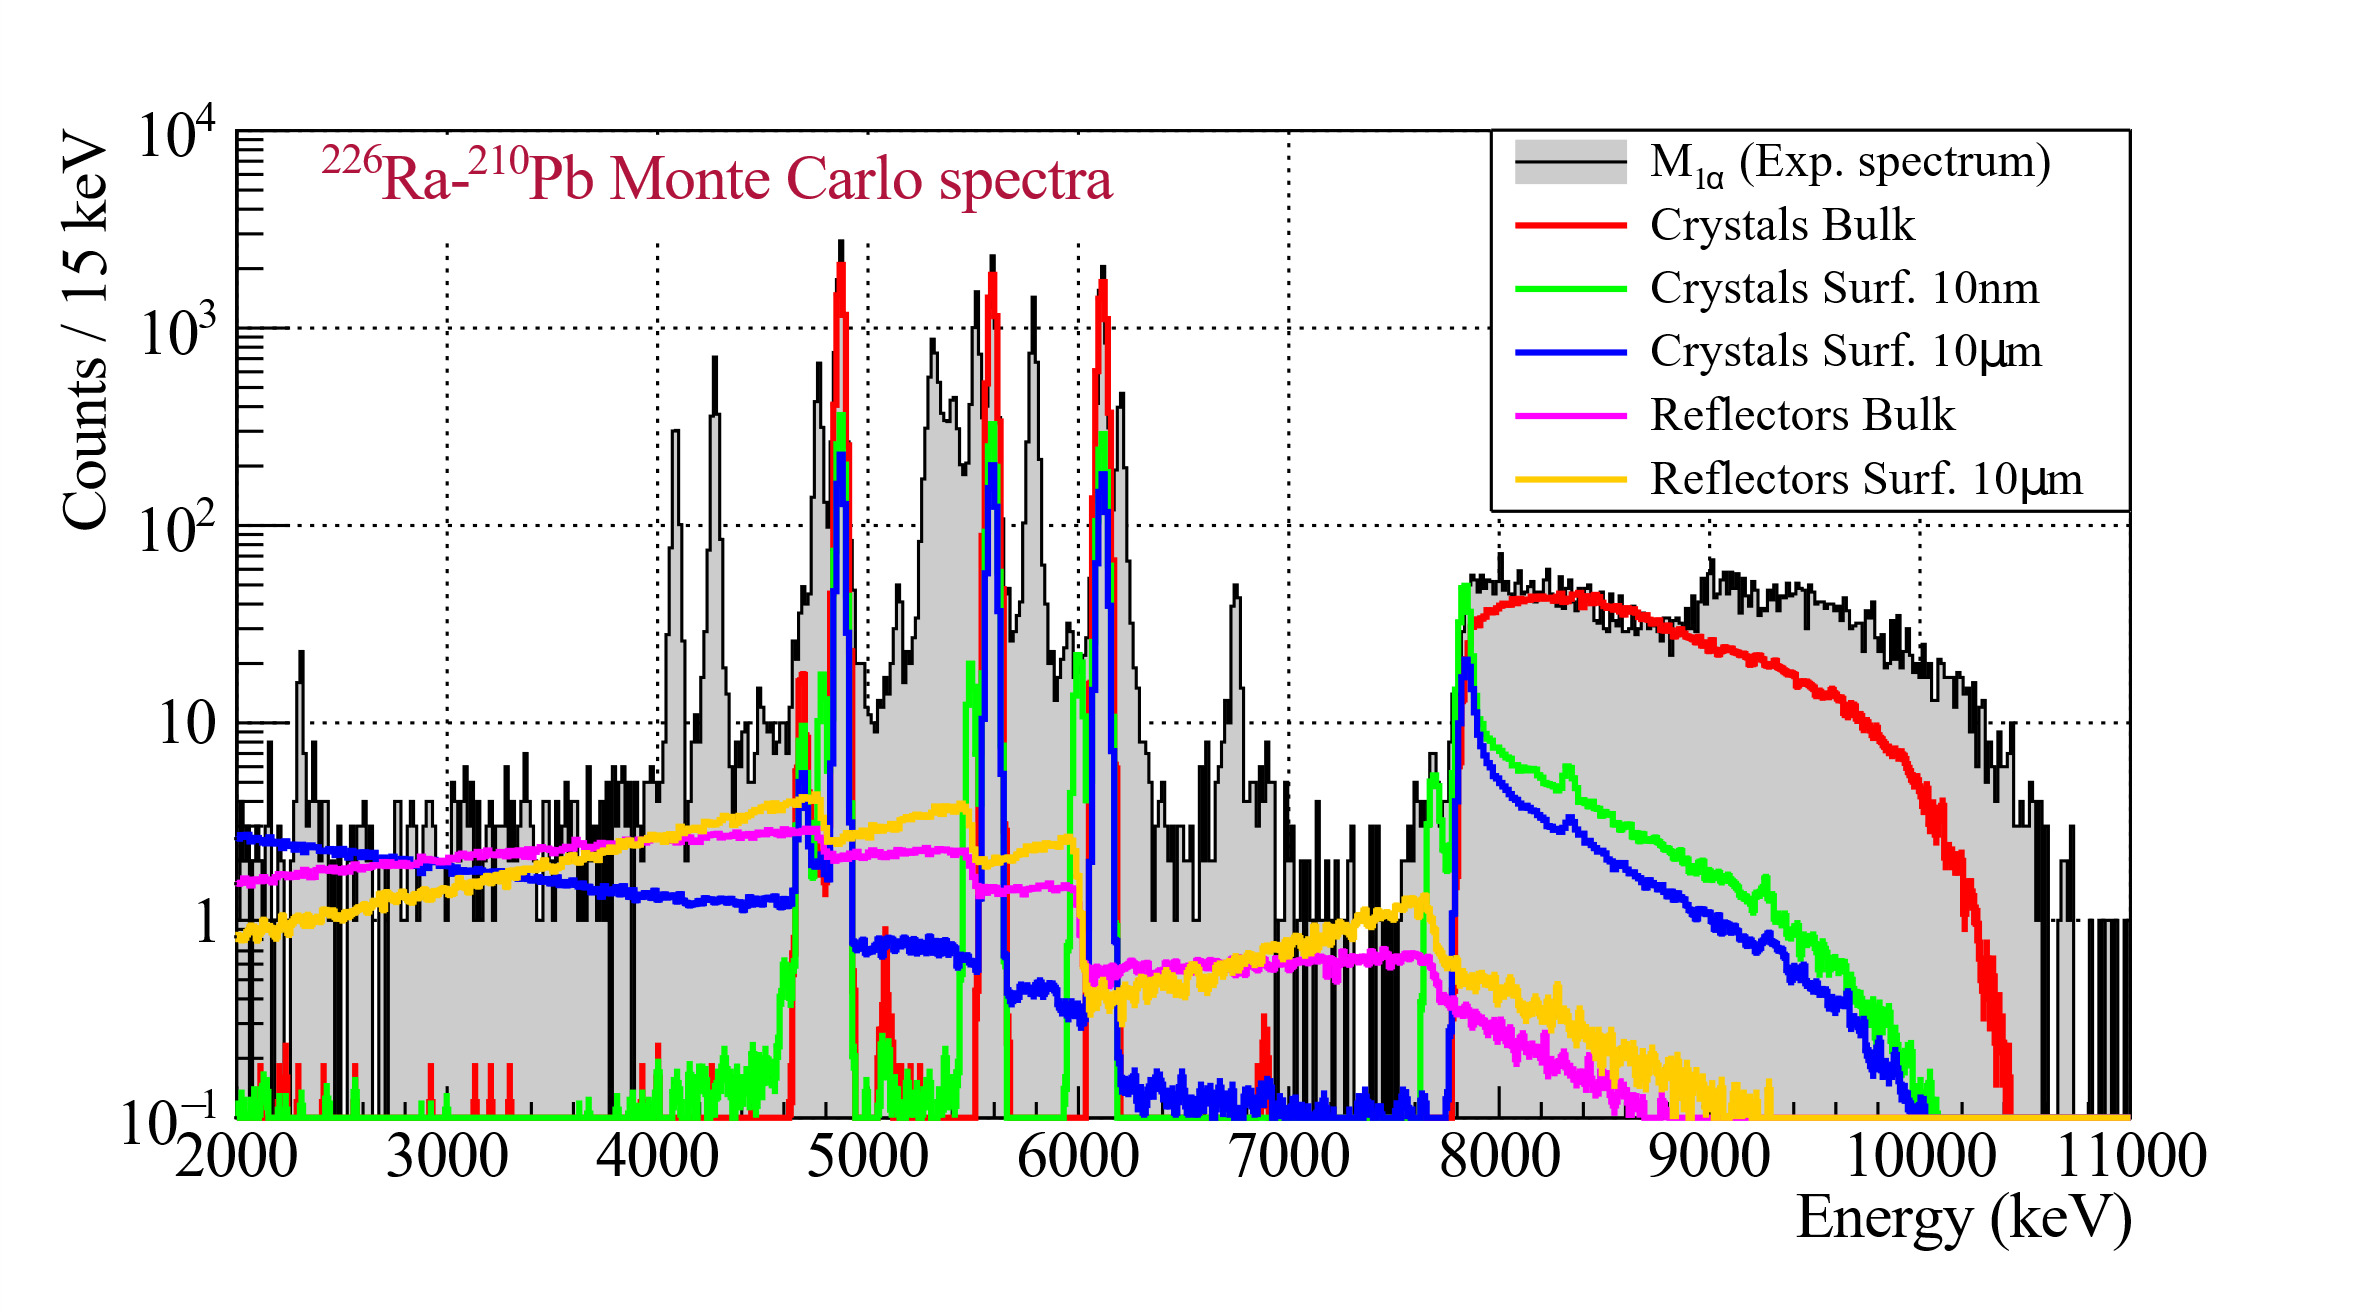 ²²⁶Ra-²¹⁰Pb Monte Carlo spectra
M₁α (Exp. spectrum)
Crystals Bulk
Crystals Surf. 10nm
Crystals Surf. 10μm
Reflectors Bulk
Reflectors Surf. 10μm
Counts / 15 keV
10⁴
10³
10²
10
1
10⁻¹
2000 3000 4000 5000 6000 7000 8000 9000 10000 11000
Energy (keV)